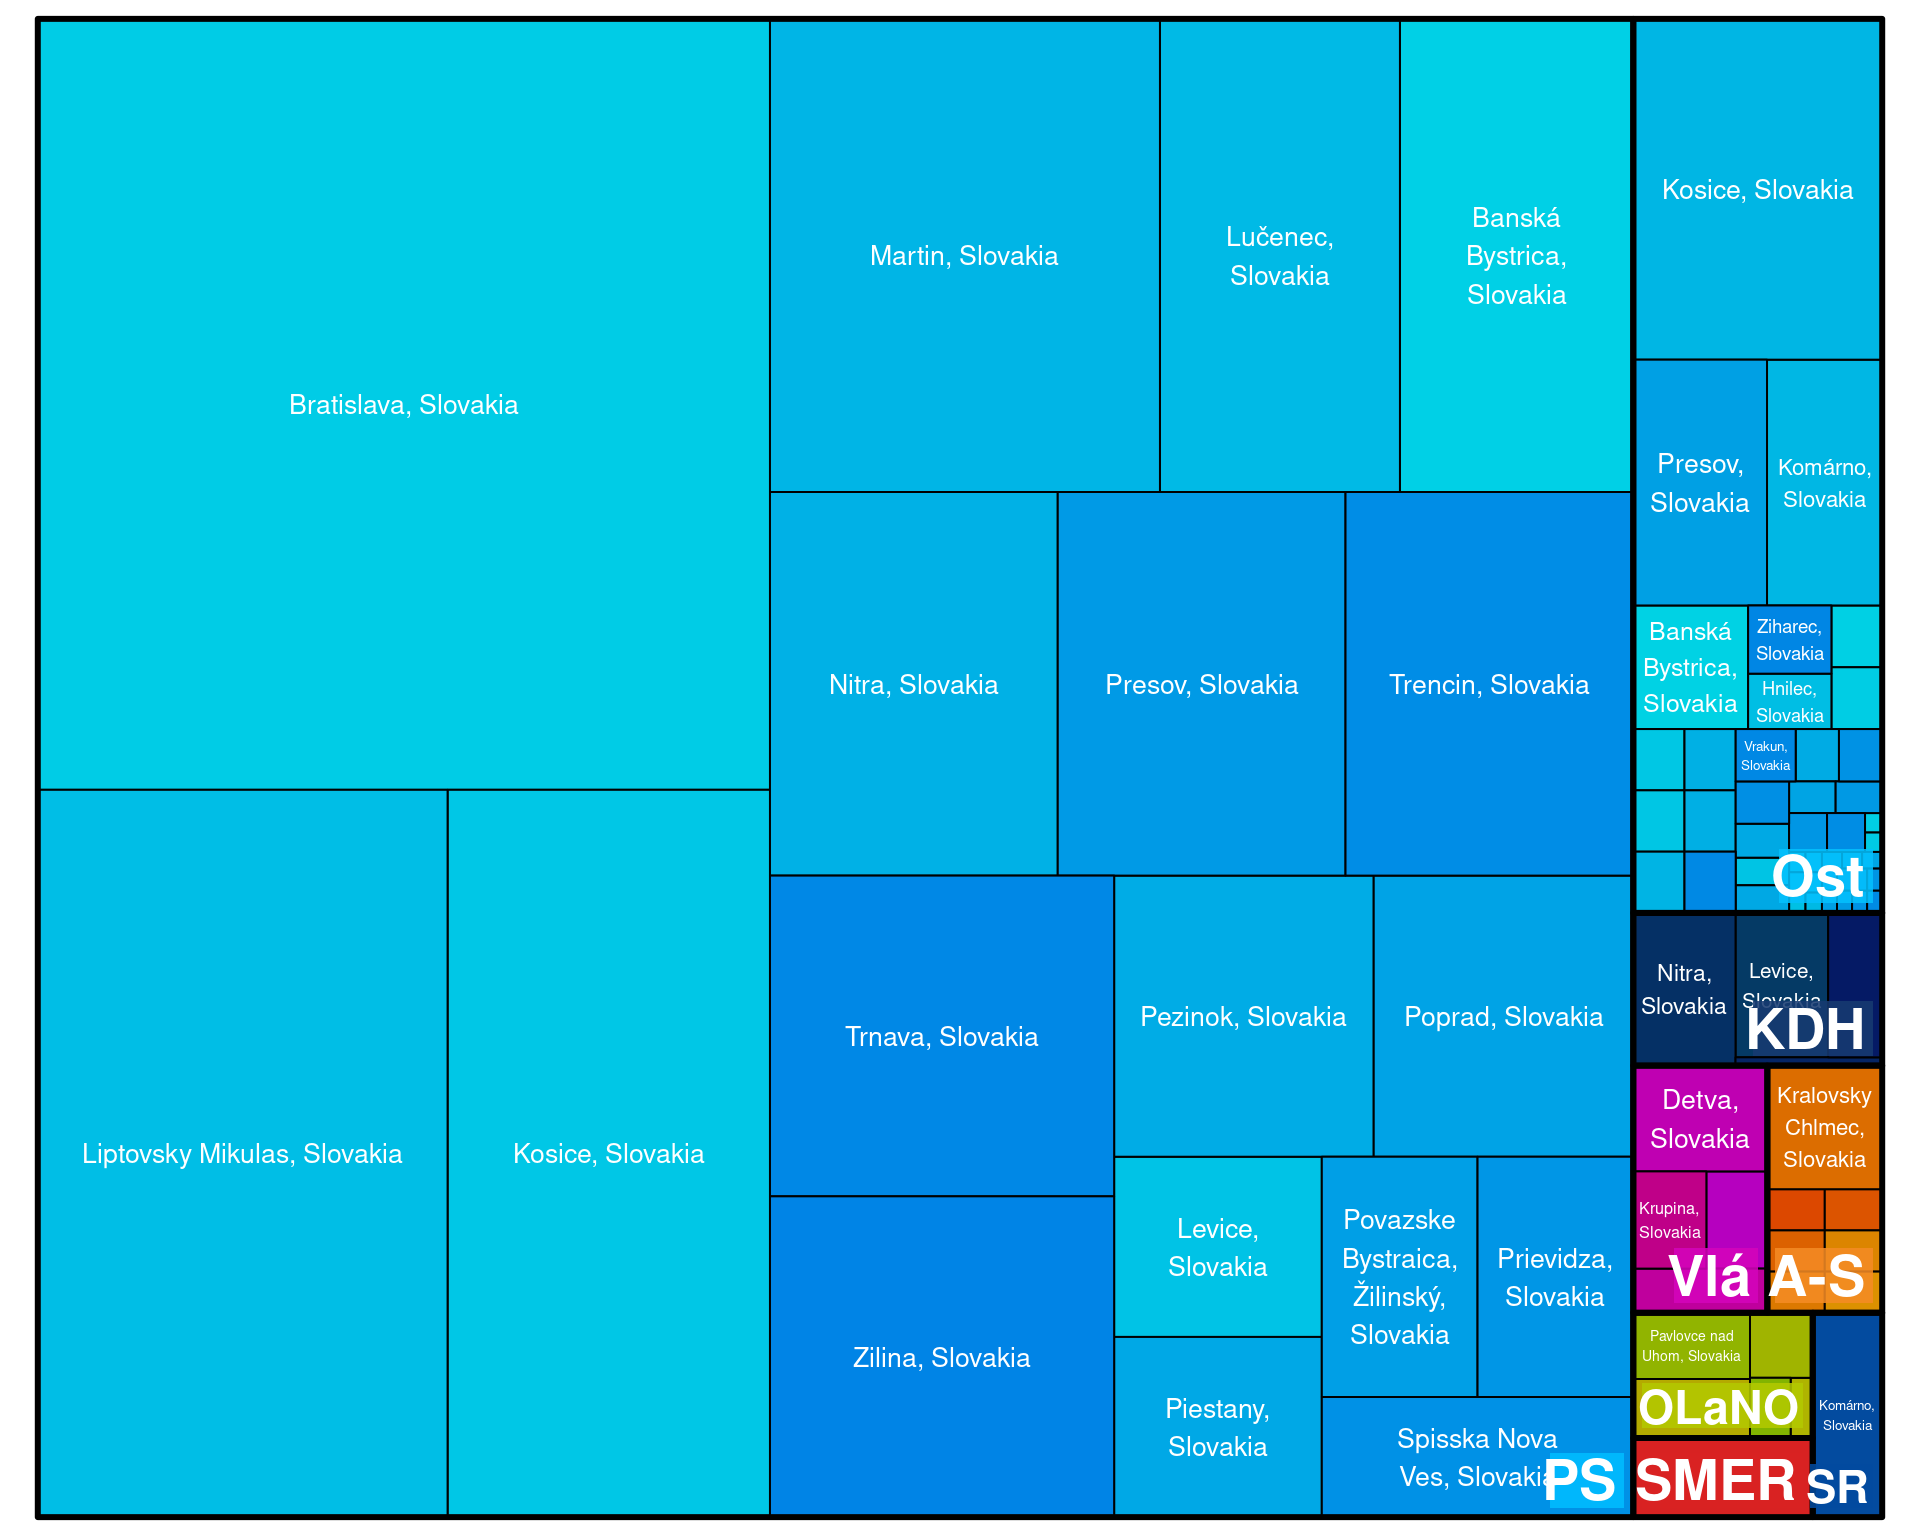 Bratislava, Slovakia
Liptovsky Mikulas, Slovakia
Kosice, Slovakia
Martin, Slovakia
Lučenec,
Slovakia
Banská
Bystrica,
Slovakia
Nitra, Slovakia
Presov, Slovakia
Trencin, Slovakia
Trnava, Slovakia
Zilina, Slovakia
Pezinok, Slovakia
Poprad, Slovakia
Levice,
Slovakia
Piestany,
Slovakia
Povazske
Bystraica,
Žilinský,
Slovakia
Prievidza,
Slovakia
Spisska Nova
Ves, Slovakia
PS
Kosice, Slovakia
Presov,
Slovakia
Komárno,
Slovakia
Banská
Bystrica,
Slovakia
Ziharec,
Slovakia
Hnilec,
Slovakia
Vrakun,
Slovakia
Ost
Nitra,
Slovakia
Levice,
Slovakia
KDH
Detva,
Slovakia
Krupina,
Slovakia
Vlá
Kralovsky
Chlmec,
Slovakia
A-S
Pavlovce nad
Uhom, Slovakia
OLaNO
Komárno,
Slovakia
SR
SMER